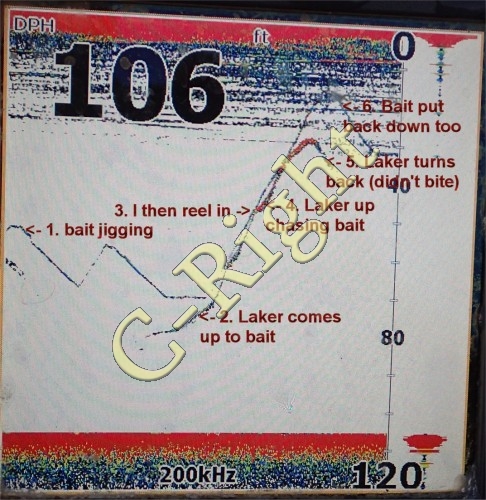 DPH
ft
0
106
<- 6. Bait put
back down too
<- 5. Laker turns
back (didn't bite)
40
3. I then reel in -> <- 4. Laker up
chasing bait
<- 1. bait jigging
<- 2. Laker comes
up to bait
80
200kHz
120
C-Right